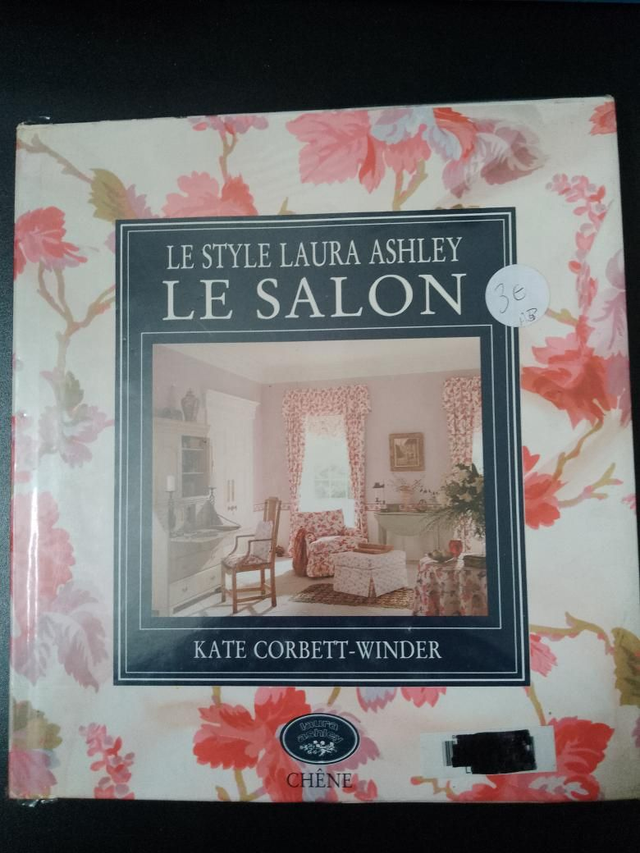 LE STYLE LAURA ASHLEY
LE SALON
3€
KATE CORBETT-WINDER
laura
ashley
CHÊNE